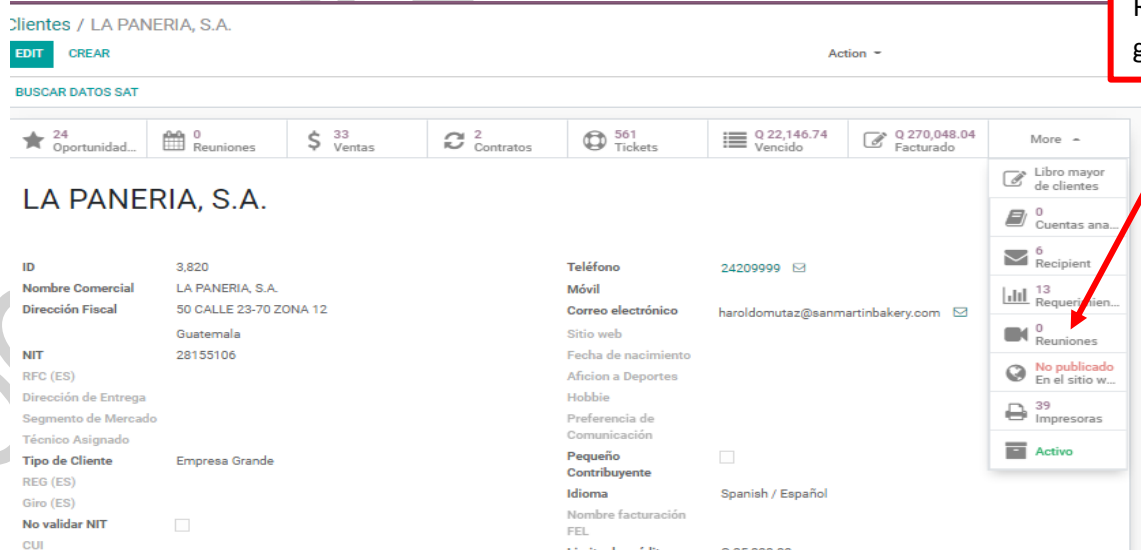 Clientes / LA PANERIA, S.A.
EDIT CREAR Action
BUSCAR DATOS SAT
24 Oportunidad...
0 Reuniones
$ 33 Ventas
2 Contratos
561 Tickets
Q 22,146.74 Vencido
Q 270,048.04 Facturado
More
Libro mayor
de clientes
0
Cuentas ana...
6
Recipient
13
Requerimien...
0
Reuniones
No publicado
En el sitio w...
39
Impresoras
Activo
LA PANERIA, S.A.
ID 3,820
Nombre Comercial LA PANERIA, S.A.
Dirección Fiscal 50 CALLE 23-70 ZONA 12
Guatemala
NIT 28155106
RFC (ES)
Dirección de Entrega
Segmento de Mercado
Técnico Asignado
Tipo de Cliente Empresa Grande
REG (ES)
Giro (ES)
No validar NIT
CUI
Teléfono 24209999
Móvil
Correo electrónico haroldomutaz@sanmartinbakery.com
Sitio web
Fecha de nacimiento
Aficion a Deportes
Hobbie
Preferencia de
Comunicación
Pequeño
Contribuyente
Idioma Spanish / Español
Nombre facturación
FEL